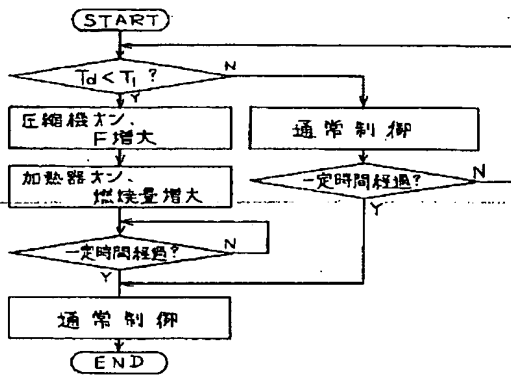 START
Td<T1 ?
N
Y
圧縮機オン、
F増大
通常制御
加熱器オン、
燃焼量増大
一定時間経過?
N
Y
一定時間経過?
N
Y
通常制御
END